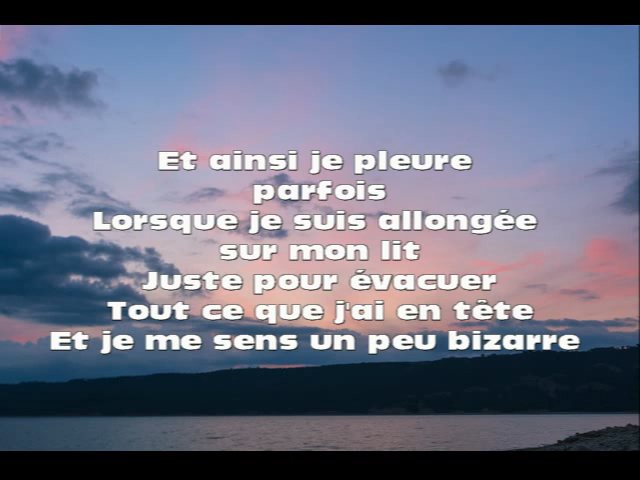 Et ainsi je pleure
parfois
Lorsque je suis allongée
sur mon lit
Juste pour évacuer
Tout ce que j'ai en tête
Et je me sens un peu bizarre